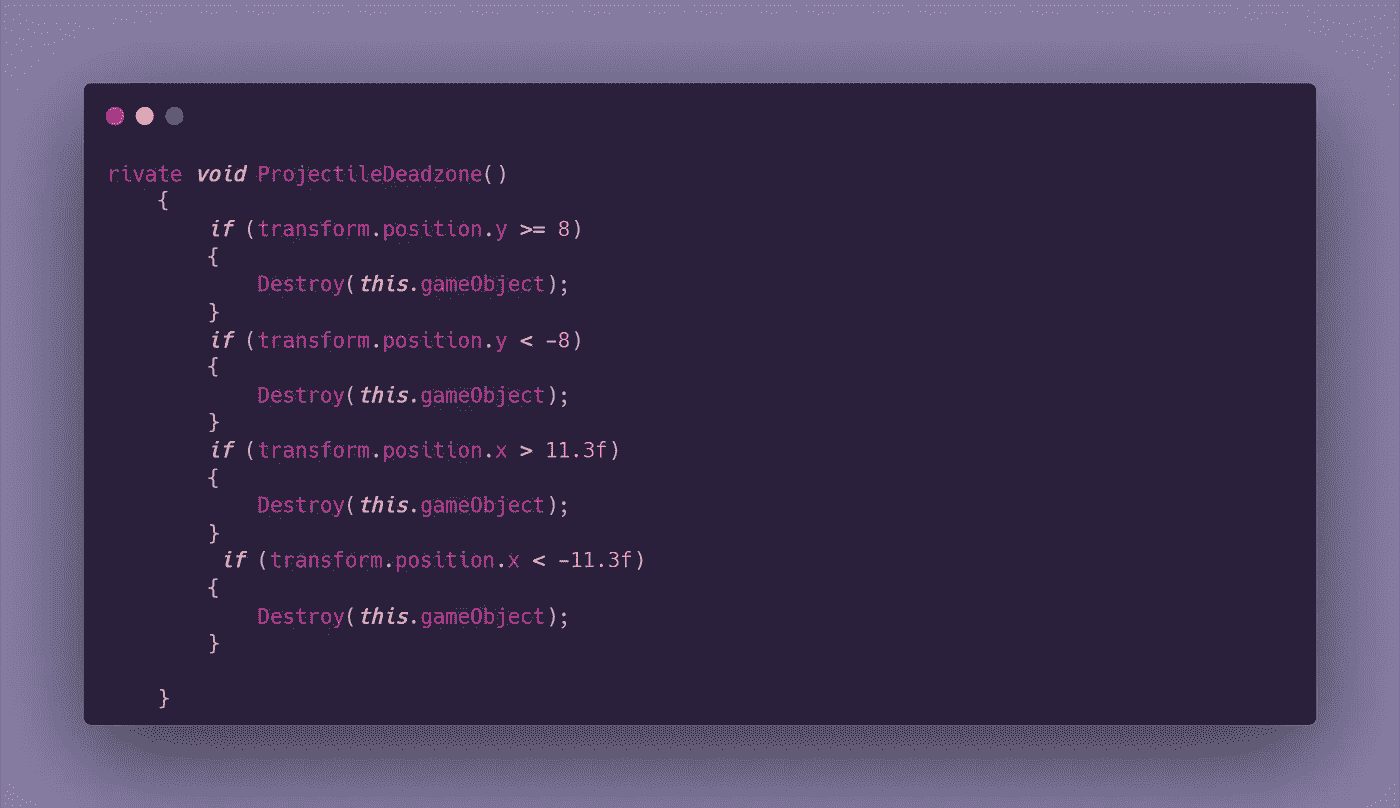 rivate void ProjectileDeadzone()
    {
        if (transform.position.y >= 8)
        {
            Destroy(this.gameObject);
        }
        if (transform.position.y < -8)
        {
            Destroy(this.gameObject);
        }
        if (transform.position.x > 11.3f)
        {
            Destroy(this.gameObject);
        }
         if (transform.position.x < -11.3f)
        {
            Destroy(this.gameObject);
        }

    }